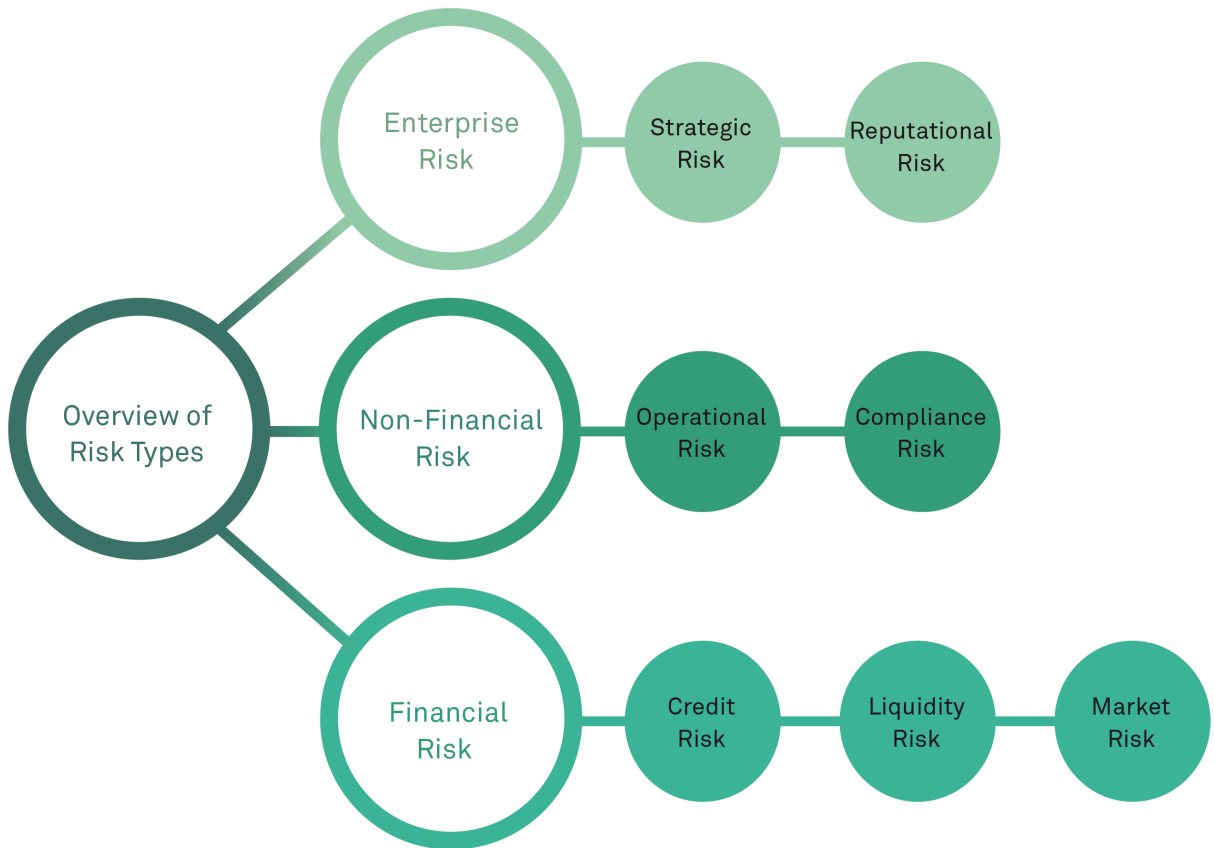 Overview of
Risk Types
Enterprise
Risk
Strategic
Risk
Reputational
Risk
Non-Financial
Risk
Operational
Risk
Compliance
Risk
Financial
Risk
Credit
Risk
Liquidity
Risk
Market
Risk